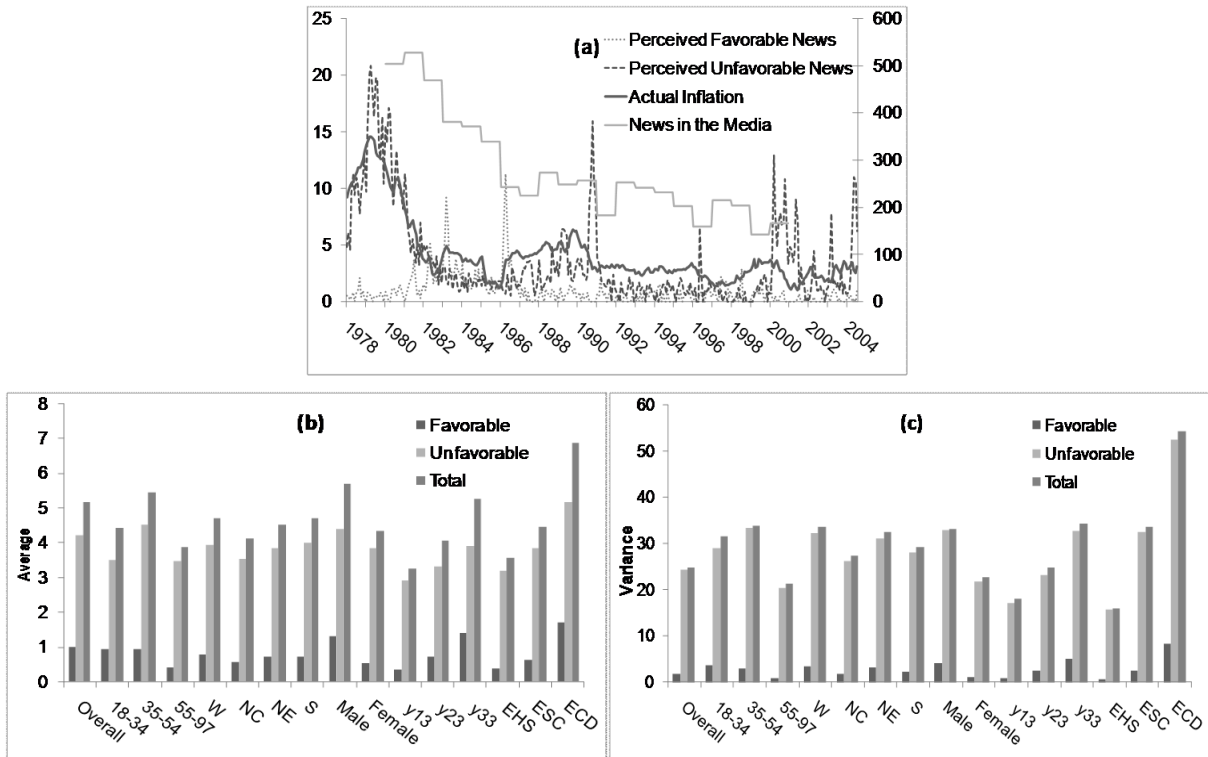 25
20
15
10
5
0
600
500
400
300
200
100
0
(a)
Perceived Favorable News
Perceived Unfavorable News
Actual Inflation
News in the Media
1978 1980 1982 1984 1986 1988 1990 1992 1994 1996 1998 2000 2002 2004
8
7
6
5
4
3
2
1
0
Average
(b)
Favorable
Unfavorable
Total
Overall 18-34 35-54 55-97 W NC NE S Male Female y13 y23 y33 EHS ESC ECD
60
50
40
30
20
10
0
Variance
(c)
Favorable
Unfavorable
Total
Overall 18-34 35-54 55-97 W NC NE S Male Female y13 y23 y33 EHS ESC ECD